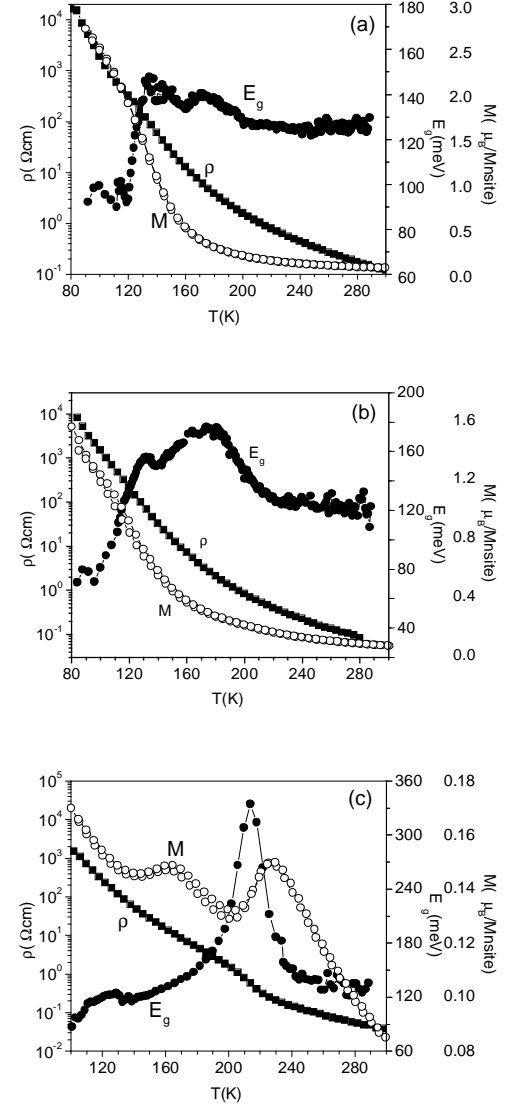 (a)
10^4
10^3
10^2
10^1
10^0
10^-1
ρ( Ωcm)
80 120 160 200 240 280
T(K)
E_g
ρ
M
180
160
140
120
100
80
60
E_g(meV)
3.0
2.5
2.0
1.5
1.0
0.5
0.0
M( μ_B/Mnsite)
(b)
10^4
10^3
10^2
10^1
10^0
10^-1
ρ( Ωcm)
80 120 160 200 240 280
T(K)
E_g
ρ
M
200
160
120
80
40
E_g(meV)
1.6
1.2
0.8
0.4
0.0
M( μ_B/Mnsite)
(c)
10^5
10^4
10^3
10^2
10^1
10^0
10^-1
10^-2
ρ( Ωcm)
120 160 200 240 280
T(K)
M
ρ
E_g
360
330
300
270
240
210
180
150
120
90
60
E_g(meV)
0.18
0.16
0.14
0.12
0.10
0.08
M( μ_B/Mnsite)